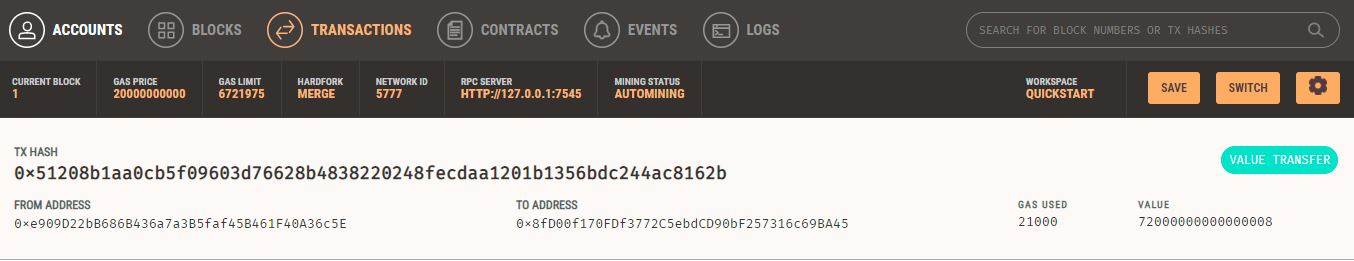 ACCOUNTS BLOCKS TRANSACTIONS CONTRACTS EVENTS LOGS SEARCH FOR BLOCK NUMBERS OR TX HASHES
CURRENT BLOCK GAS PRICE GAS LIMIT HARDFORK NETWORK ID RPC SERVER MINING STATUS WORKSPACE
1 20000000000 6721975 MERGE 5777 HTTP://127.0.0.1:7545 AUTOMINING QUICKSTART SAVE SWITCH
TX HASH
0×51208b1aa0cb5f09603d76628b4838220248fecdaa1201b1356bdc244ac8162b VALUE TRANSFER
FROM ADDRESS TO ADDRESS GAS USED VALUE
0×e909D22bB686B436a7a3B5faf45B461F40A36c5E 0×8fD00f170FDf3772C5ebdCD90bF257316c69BA45 21000 72000000000000008